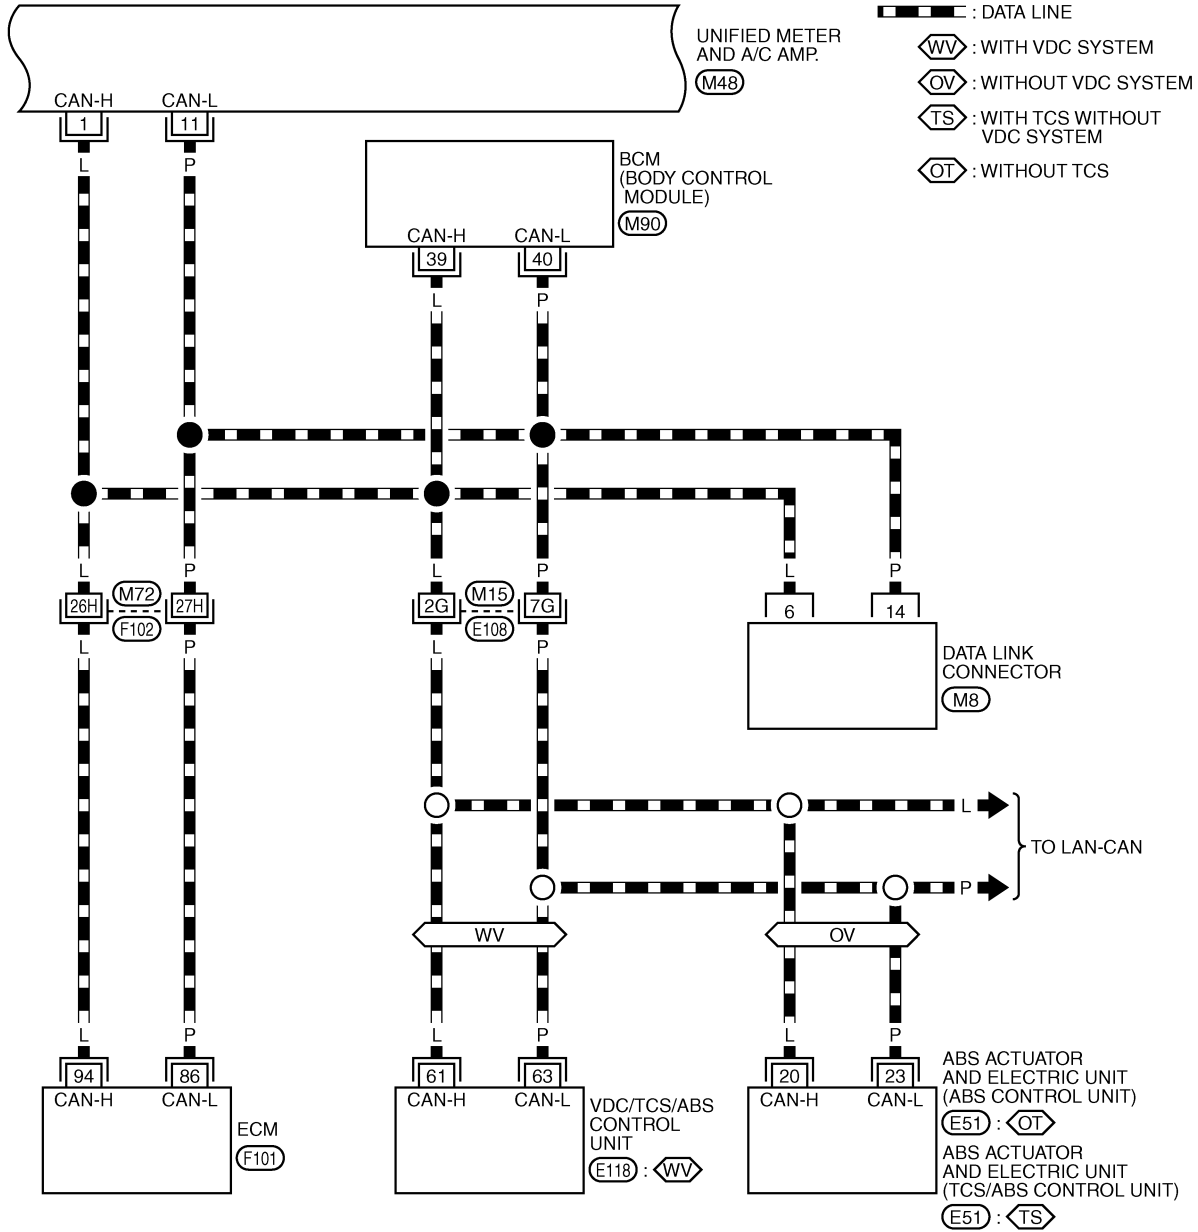 UNIFIED METER
AND A/C AMP.
M48
: DATA LINE
WV : WITH VDC SYSTEM
OV : WITHOUT VDC SYSTEM
TS : WITH TCS WITHOUT
VDC SYSTEM
OT : WITHOUT TCS
CAN-H CAN-L
1 11
L P
BCM
(BODY CONTROL
MODULE)
M90
CAN-H CAN-L
39 40
L P
L P L P L P
26H M72 27H 2G M15 7G 6 14
F102 E108
L P L P
DATA LINK
CONNECTOR
M8
L
TO LAN-CAN
P
WV OV
L P L P L P
94 86 61 63 20 23
CAN-H CAN-L CAN-H CAN-L CAN-H CAN-L
ECM
F101
VDC/TCS/ABS
CONTROL
UNIT
E118 : WV
ABS ACTUATOR
AND ELECTRIC UNIT
(ABS CONTROL UNIT)
E51 : OT
ABS ACTUATOR
AND ELECTRIC UNIT
(TCS/ABS CONTROL UNIT)
E51 : TS